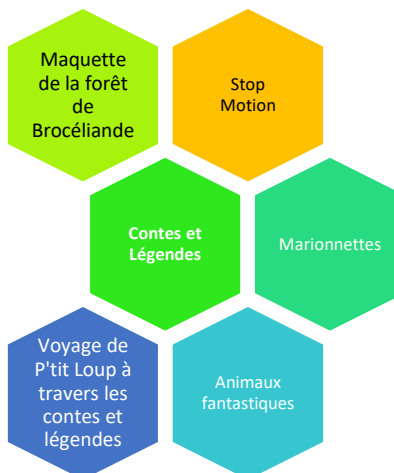 Maquette
de la forêt
de
Brocéliande
Stop
Motion
Contes et
Légendes
Marionnettes
Voyage de
P'tit Loup à
travers les
contes et
légendes
Animaux
fantastiques